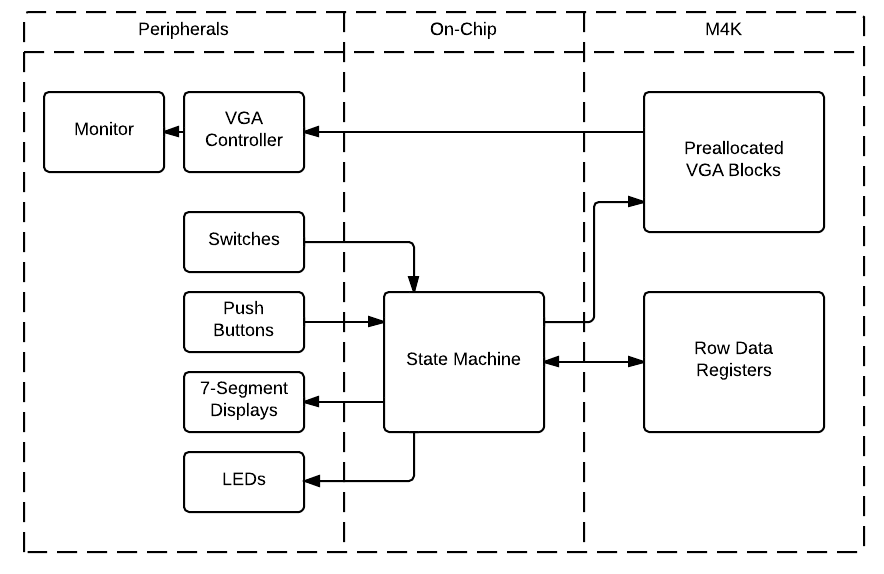 Peripherals
On-Chip
M4K
Monitor
VGA
Controller
Preallocated
VGA Blocks
Switches
Push
Buttons
State Machine
Row Data
Registers
7-Segment
Displays
LEDs